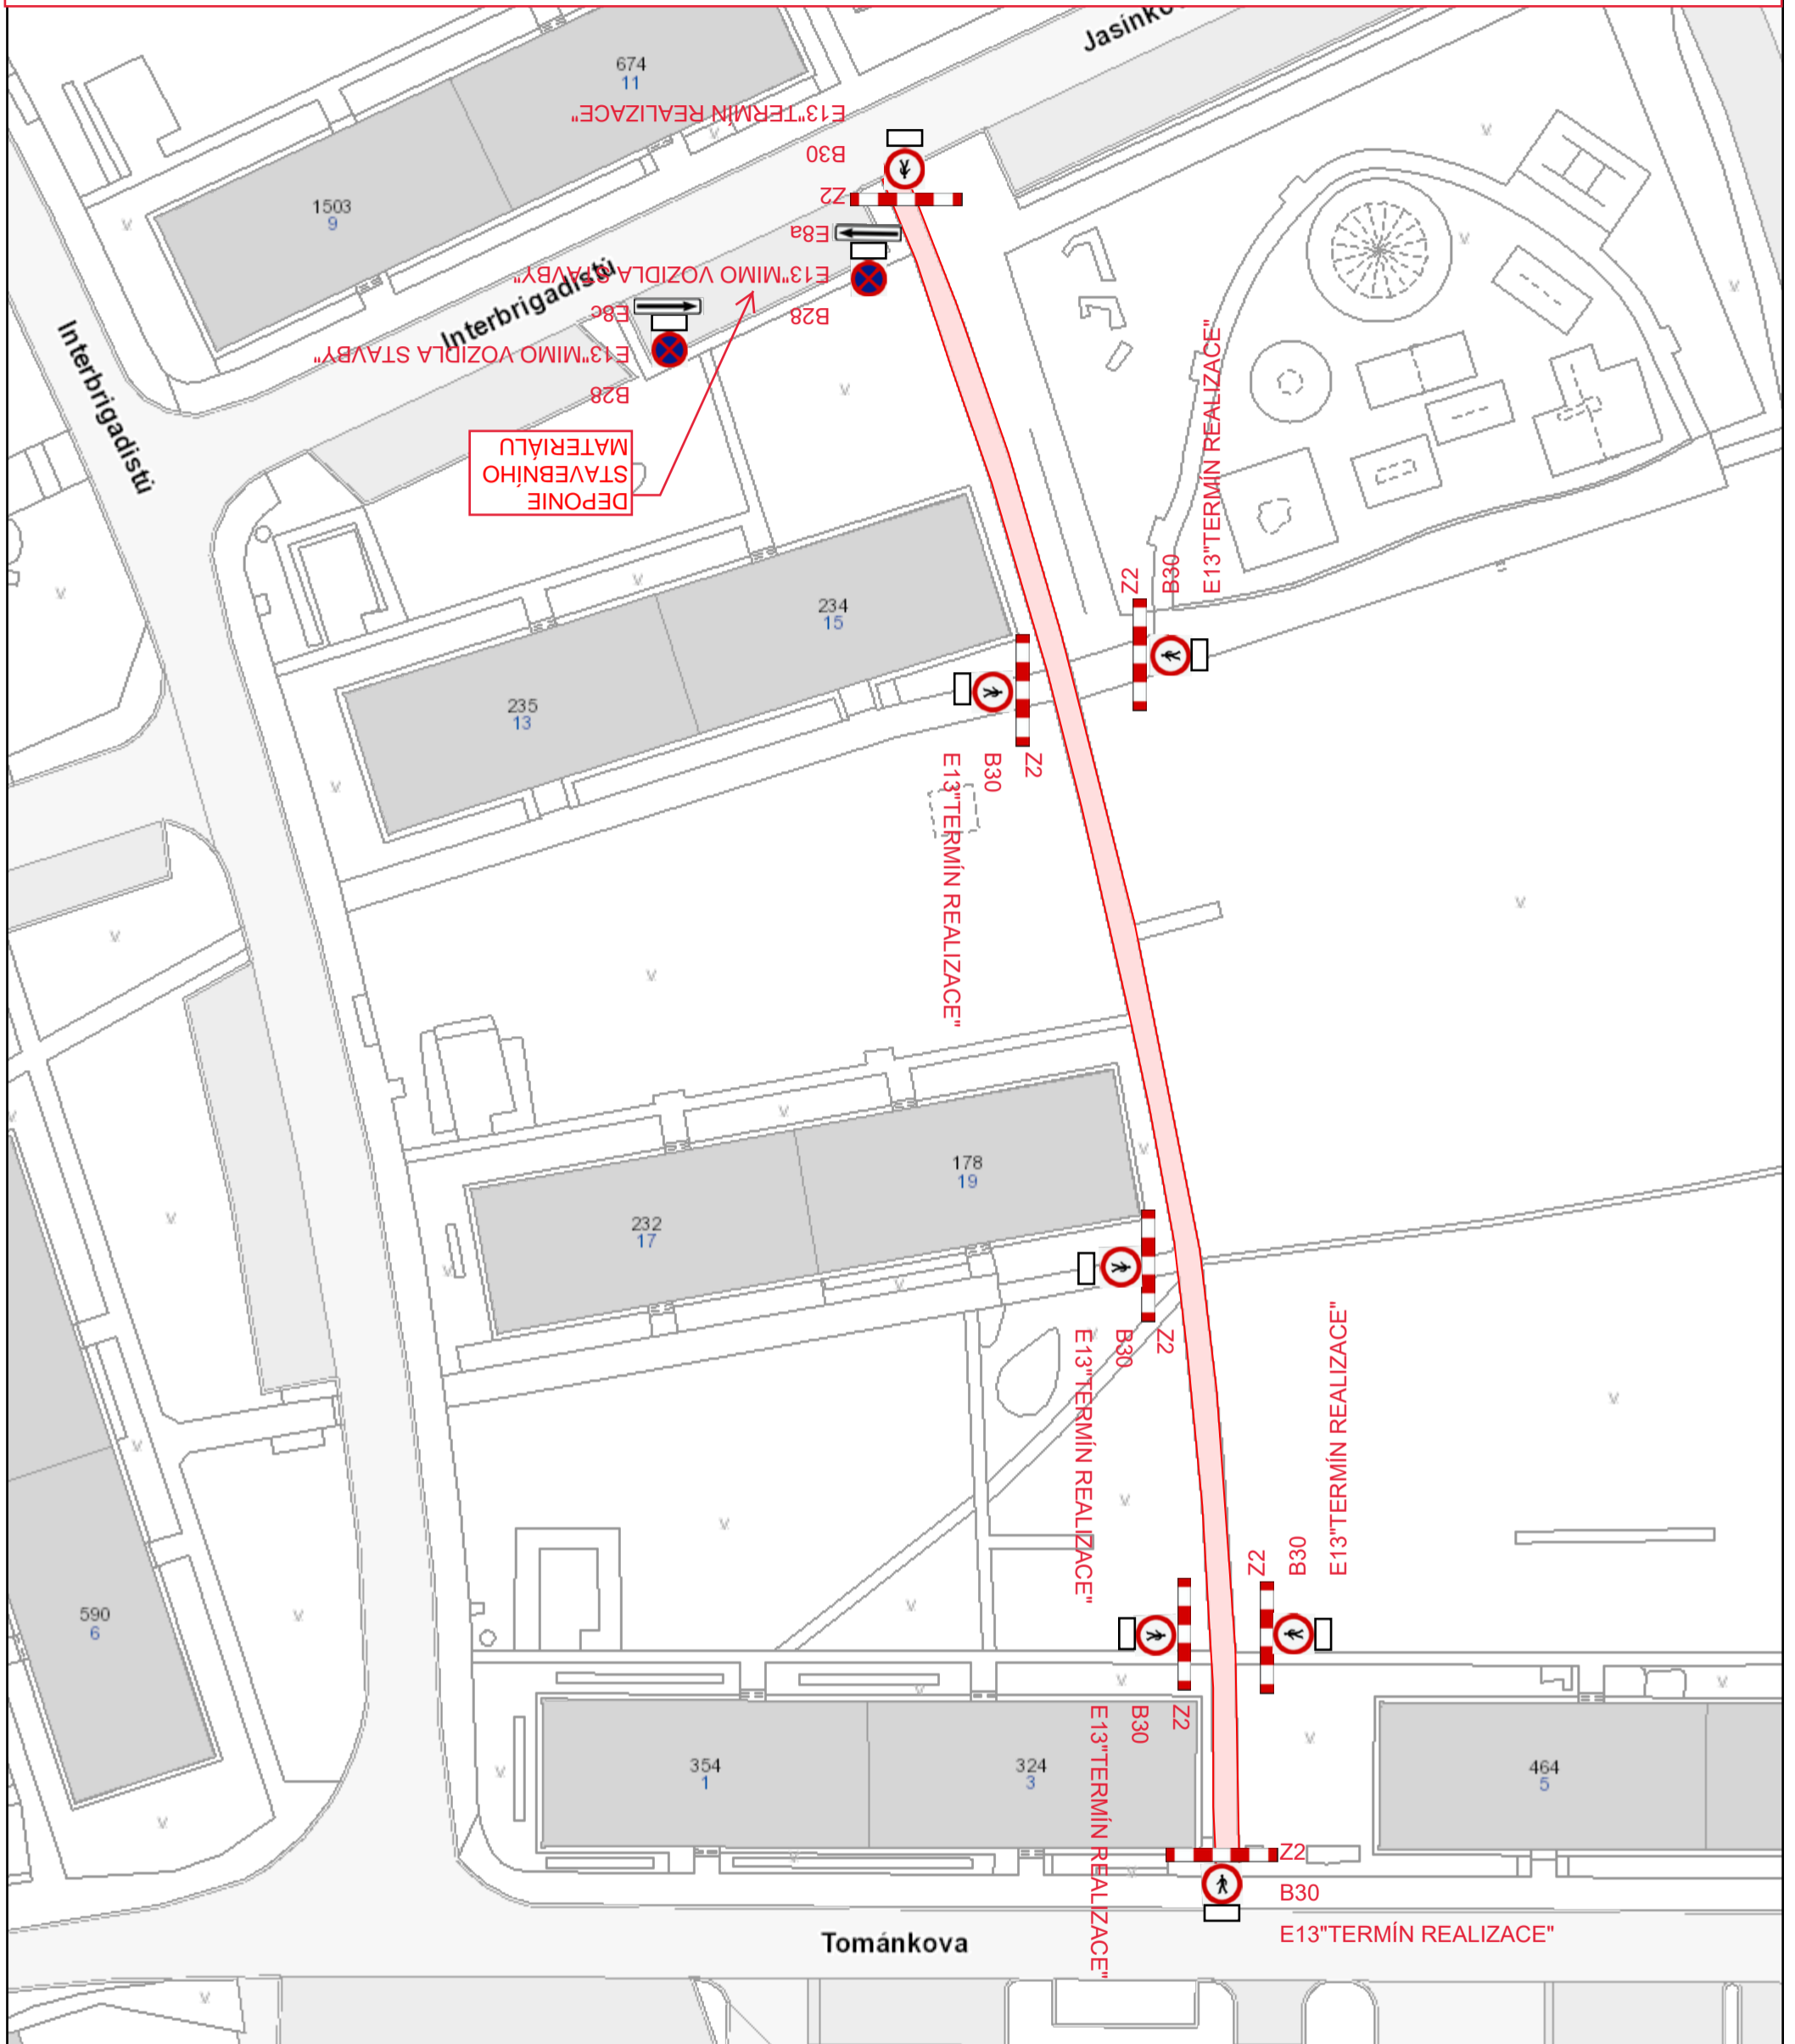 Jasínko
674
11
E13"TERMÍN REALIZACE"
B30
Z2
1503
9
E8a
E13"MIMO VOZIDLA STAVBY"
B28
Interbrigadistů
E8c
E13"MIMO VOZIDLA STAVBY"
B28
Interbrigadistů
DEPONIE
STAVEBNÍHO
MATERIÁLU
Z2
B30
E13"TERMÍN REALIZACE"
234
15
235
13
Z2
B30
E13"TERMÍN REALIZACE"
178
19
232
17
Z2
B30
E13"TERMÍN REALIZACE"
Z2
B30
E13"TERMÍN REALIZACE"
590
6
Z2
B30
E13"TERMÍN REALIZACE"
354
1
324
3
464
5
Z2
B30
E13"TERMÍN REALIZACE"
Tománkova